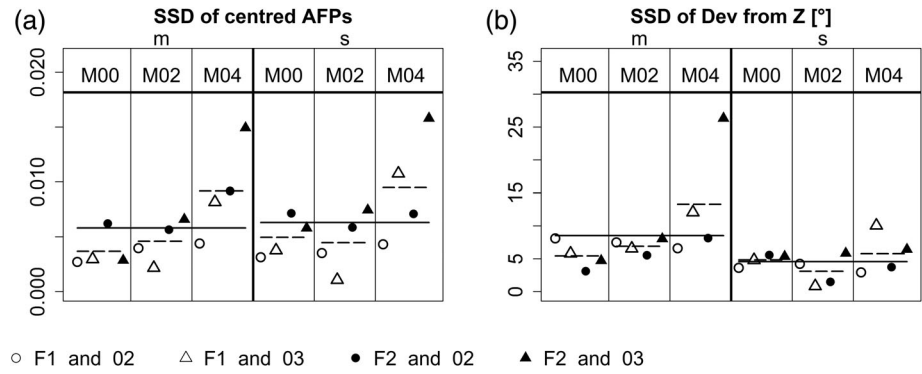 (a) SSD of centred AFPs
m s
M00 M02 M04 M00 M02 M04
0.020
0.010
0.000
(b) SSD of Dev from Z [°]
m s
M00 M02 M04 M00 M02 M04
35
25
15
5
0
F1 and 02 F1 and 03 F2 and 02 F2 and 03